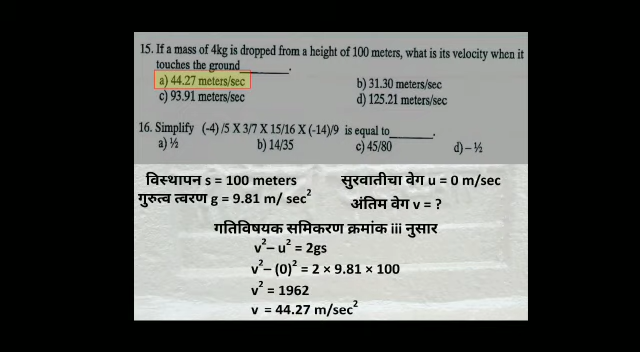 15. If a mass of 4kg is dropped from a height of 100 meters, what is its velocity when it
touches the ground________.
a) 44.27 meters/sec b) 31.30 meters/sec
c) 93.91 meters/sec d) 125.21 meters/sec
16. Simplify (-4) /5 X 3/7 X 15/16 X (-14)/9 is equal to_______.
a) ½ b) 14/35 c) 45/80 d) – ½
विस्थापन s = 100 meters सुरवातीचा वेग u = 0 m/sec
गुरुत्व त्वरण g = 9.81 m/ sec² अंतिम वेग v = ?
गतिविषयक समिकरण क्रमांक iii नुसार
v² – u² = 2gs
v² – (0)² = 2 × 9.81 × 100
v² = 1962
v = 44.27 m/sec²